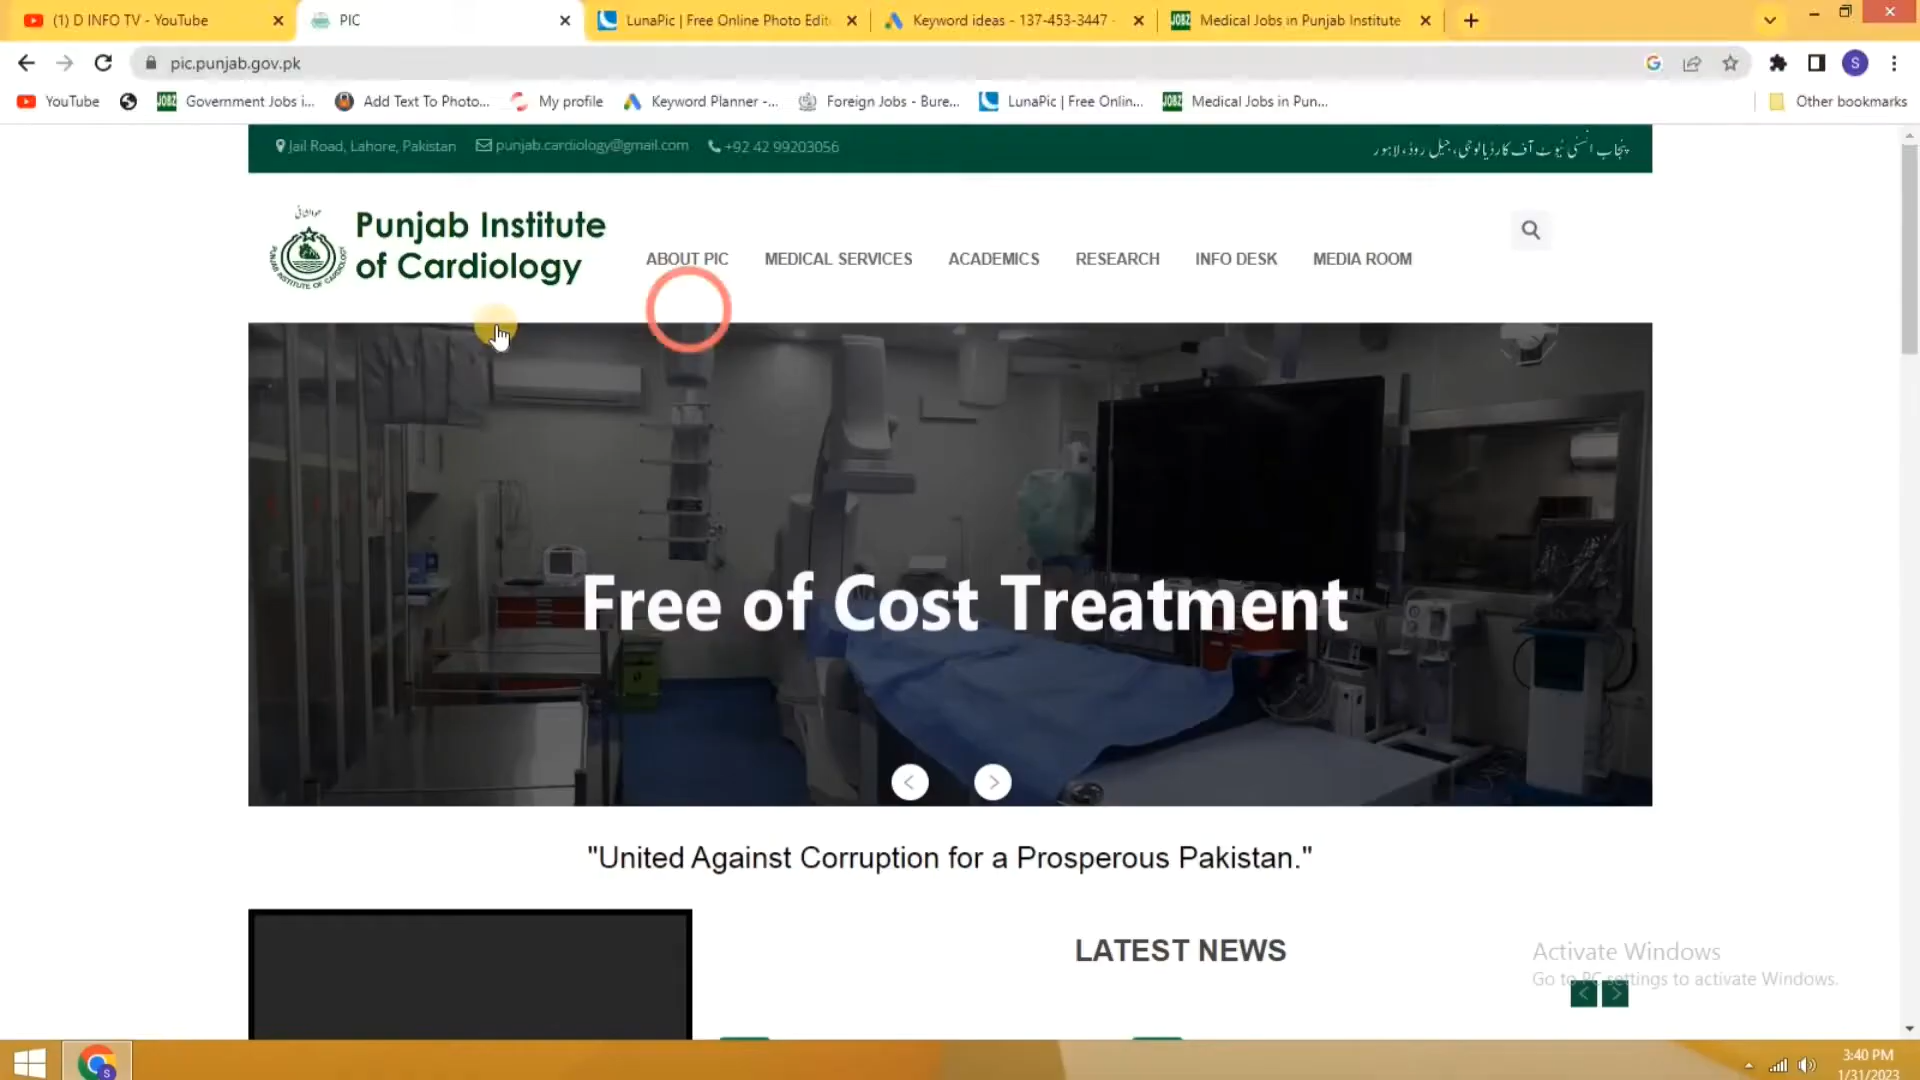 (1) D INFO TV - YouTube
PIC
LunaPic | Free Online Photo Edit
Keyword ideas - 137-453-3447 -
JOBZ Medical Jobs in Punjab Institute
pic.punjab.gov.pk
S
YouTube
JOBZ Government Jobs i...
Add Text To Photo...
My profile
Keyword Planner -...
Foreign Jobs - Bure...
LunaPic | Free Onlin...
JOBZ Medical Jobs in Pun...
Other bookmarks
Jail Road, Lahore, Pakistan
punjab.cardiology@gmail.com
+92 42 99203056
پنجاب انسٹی ٹیوٹ آف کارڈیالوجی، جیل روڈ، لاہور
Punjab Institute
of Cardiology
ABOUT PIC
MEDICAL SERVICES
ACADEMICS
RESEARCH
INFO DESK
MEDIA ROOM
Free of Cost Treatment
"United Against Corruption for a Prosperous Pakistan."
LATEST NEWS
Activate Windows
Go to PC settings to activate Windows.
S
3:40 PM
1/31/2023